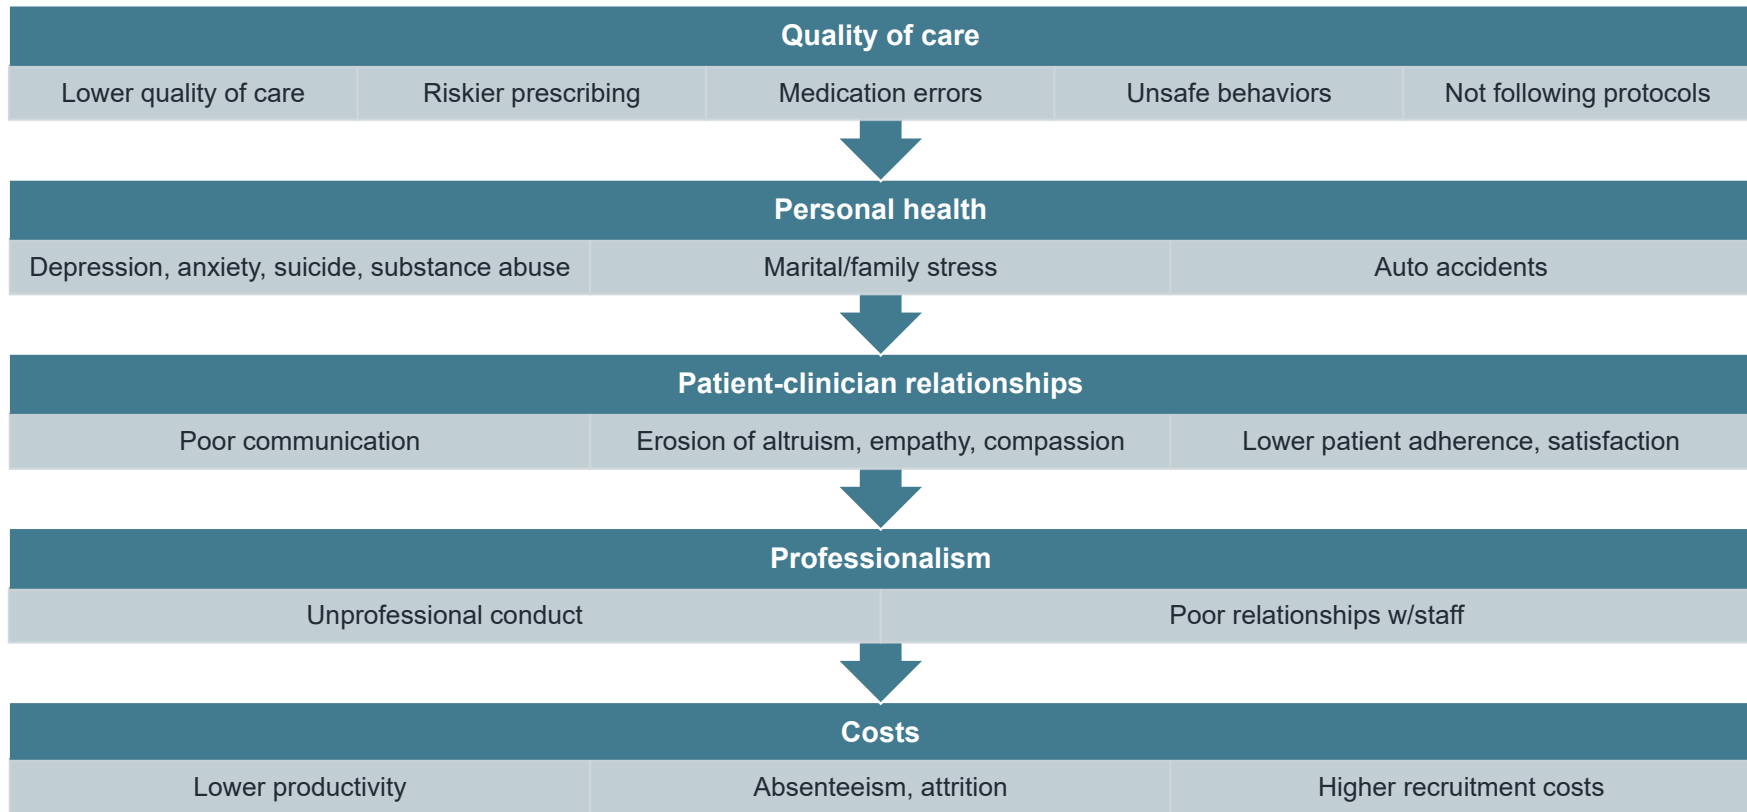 Quality of care
Lower quality of care
Riskier prescribing
Medication errors
Unsafe behaviors
Not following protocols
Personal health
Depression, anxiety, suicide, substance abuse
Marital/family stress
Auto accidents
Patient-clinician relationships
Poor communication
Erosion of altruism, empathy, compassion
Lower patient adherence, satisfaction
Professionalism
Unprofessional conduct
Poor relationships w/staff
Costs
Lower productivity
Absenteeism, attrition
Higher recruitment costs